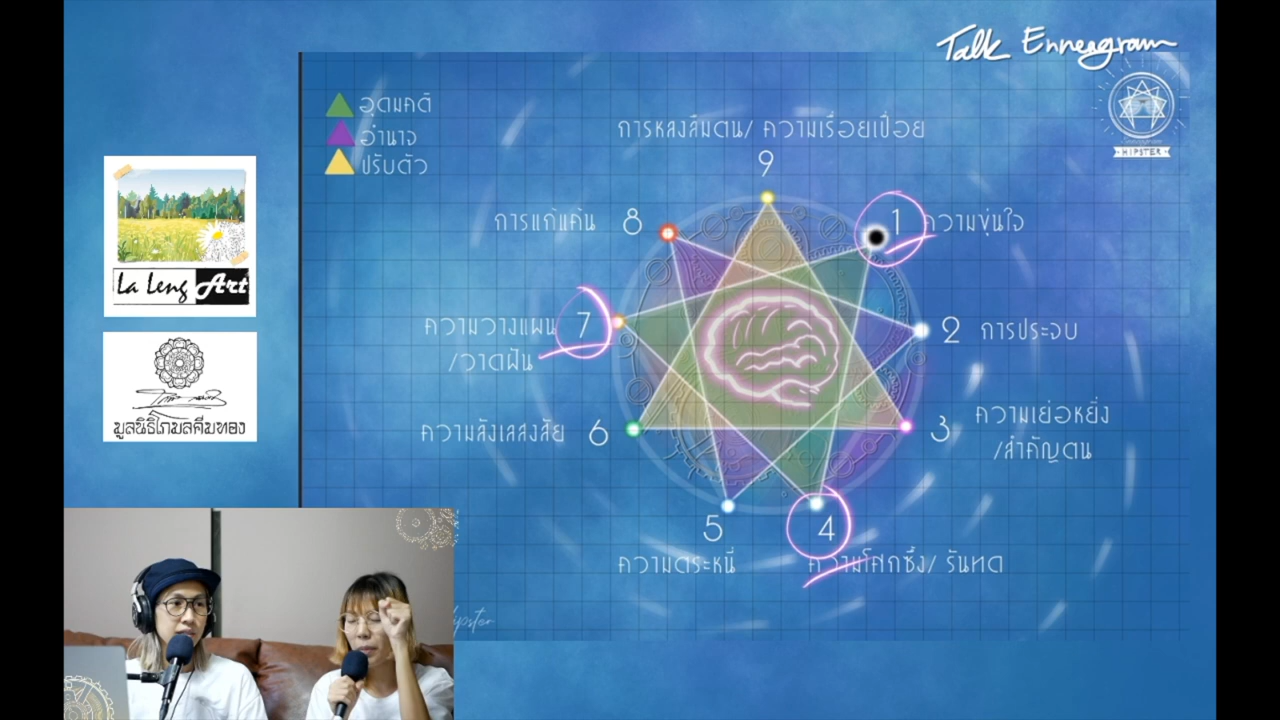 Talk Enneagram
HIPSTER
อุดมคติ
อำนาจ
ปรับตัว
การหลงลืมตน/ ความเรื่อยเปื่อย
9
การแก้แค้น 8
1 ความขุ่นใจ
ความวางแผน 7
/วาดฝัน
2 การประจบ
ความลังเลสงสัย 6
3 ความเย่อหยิ่ง
/สำคัญตน
5
ความตระหนี่
4
ความโศกซึ้ง/ รันทด
La Leng Art
มูลนิธิโกมลคีมทอง